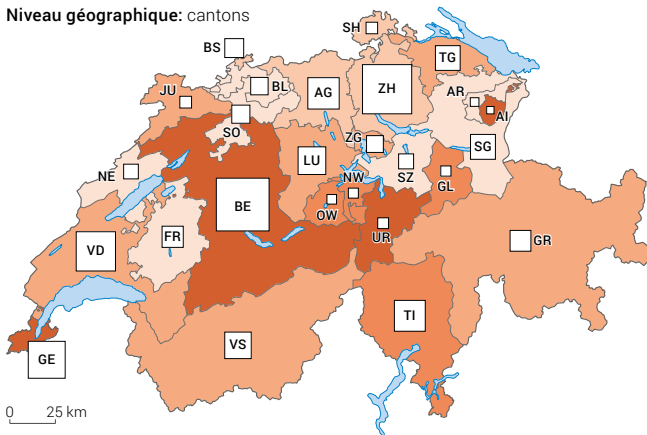 Niveau géographique: cantons
SH
BS
TG
BL
JU
AG
ZH
AR
AI
SO
ZG
SG
LU
NE
SZ
NW
GL
BE
OW
FR
UR
GR
VD
TI
VS
GE
0 25 km